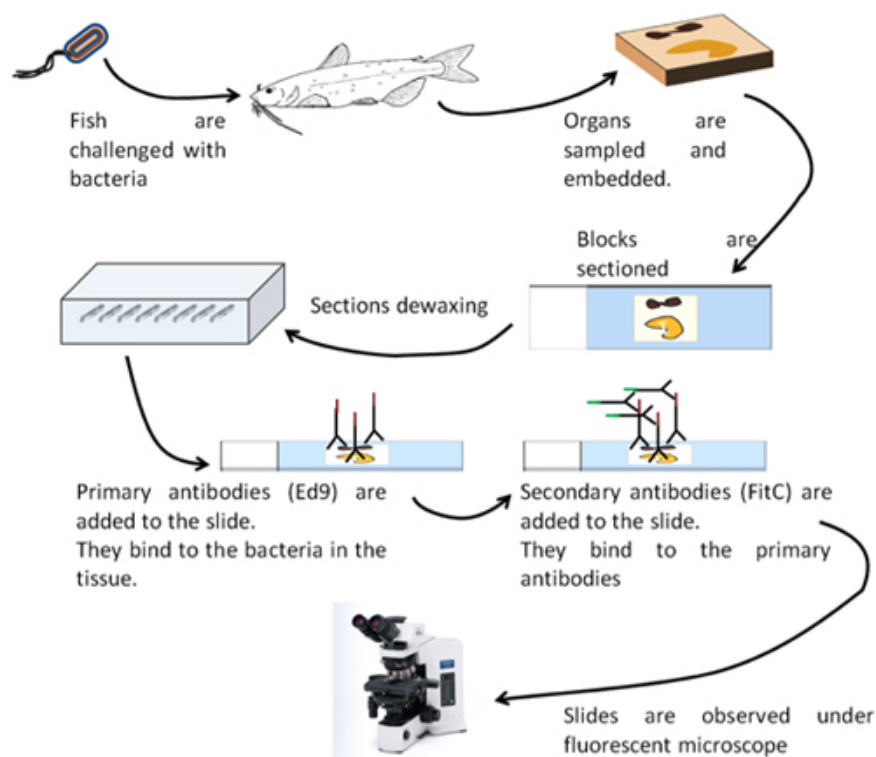 Fish are
challenged with
bacteria
Organs are
sampled and
embedded.
Blocks are
sectioned
Sections dewaxing
Primary antibodies (Ed9) are
added to the slide.
They bind to the bacteria in the
tissue.
Secondary antibodies (FitC) are
added to the slide.
They bind to the primary
antibodies
Slides are observed under
fluorescent microscope